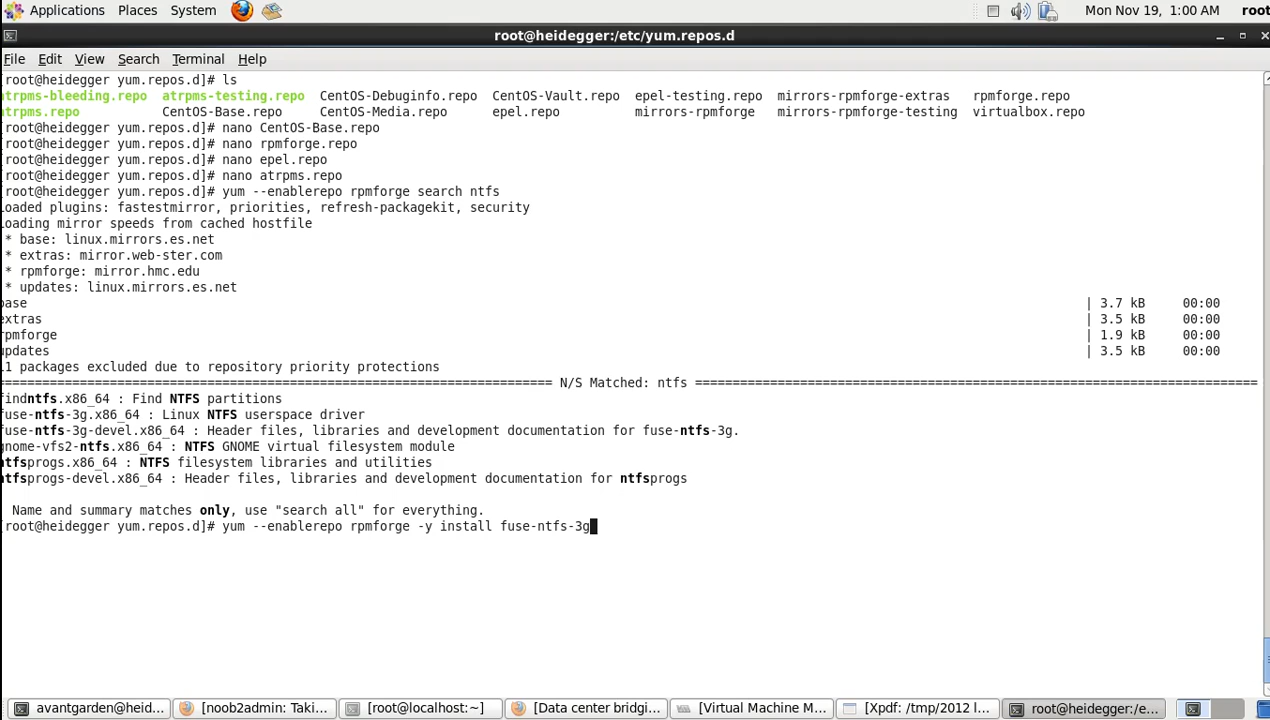 Applications Places System Mon Nov 19, 1:00 AM root
root@heidegger:/etc/yum.repos.d
File Edit View Search Terminal Help
[root@heidegger yum.repos.d]# ls
atrpms-bleeding.repo atrpms-testing.repo CentOS-Debuginfo.repo CentOS-Vault.repo epel-testing.repo mirrors-rpmforge-extras rpmforge.repo
atrpms.repo CentOS-Base.repo CentOS-Media.repo epel.repo mirrors-rpmforge mirrors-rpmforge-testing virtualbox.repo
[root@heidegger yum.repos.d]# nano CentOS-Base.repo
[root@heidegger yum.repos.d]# nano rpmforge.repo
[root@heidegger yum.repos.d]# nano epel.repo
[root@heidegger yum.repos.d]# nano atrpms.repo
[root@heidegger yum.repos.d]# yum --enablerepo rpmforge search ntfs
Loaded plugins: fastestmirror, priorities, refresh-packagekit, security
Loading mirror speeds from cached hostfile
* base: linux.mirrors.es.net
* extras: mirror.web-ster.com
* rpmforge: mirror.hmc.edu
* updates: linux.mirrors.es.net
base | 3.7 kB 00:00
extras | 3.5 kB 00:00
rpmforge | 1.9 kB 00:00
updates | 3.5 kB 00:00
11 packages excluded due to repository priority protections
========================================================================== N/S Matched: ntfs ===========================================================================
findntfs.x86_64 : Find NTFS partitions
fuse-ntfs-3g.x86_64 : Linux NTFS userspace driver
fuse-ntfs-3g-devel.x86_64 : Header files, libraries and development documentation for fuse-ntfs-3g.
gnome-vfs2-ntfs.x86_64 : NTFS GNOME virtual filesystem module
ntfsprogs.x86_64 : NTFS filesystem libraries and utilities
ntfsprogs-devel.x86_64 : Header files, libraries and development documentation for ntfsprogs
Name and summary matches only, use "search all" for everything.
[root@heidegger yum.repos.d]# yum --enablerepo rpmforge -y install fuse-ntfs-3g
avantgarden@heid... [noob2admin: Taki... [root@localhost:~] [Data center bridgi... [Virtual Machine M... [Xpdf: /tmp/2012 l... root@heidegger:/e...